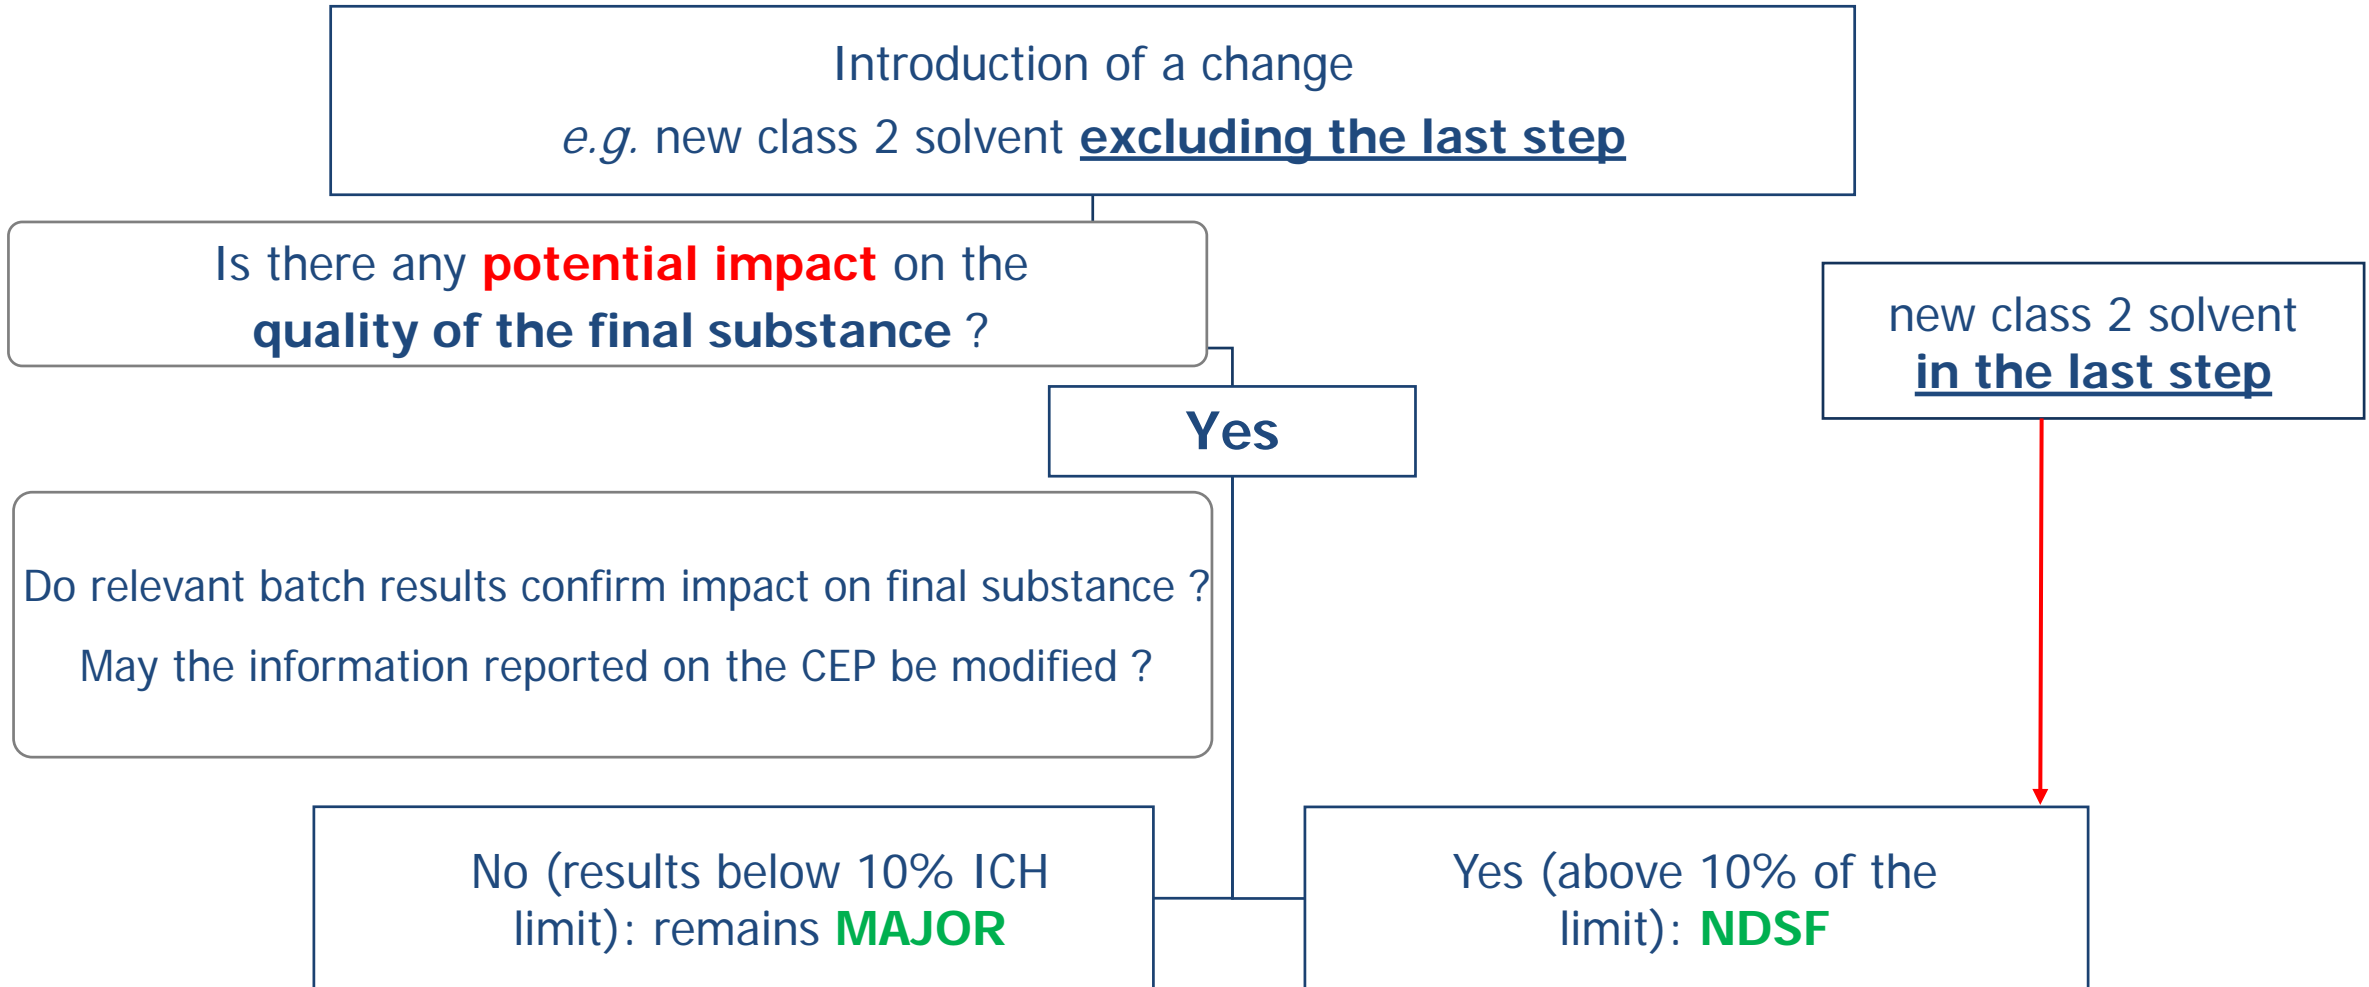 Introduction of a change
e.g. new class 2 solvent excluding the last step
Is there any potential impact on the
quality of the final substance ?
new class 2 solvent
in the last step
Yes
Do relevant batch results confirm impact on final substance ?
May the information reported on the CEP be modified ?
No (results below 10% ICH
limit): remains MAJOR
Yes (above 10% of the
limit): NDSF